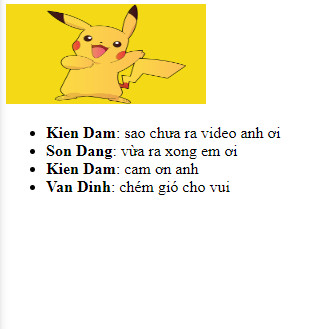 Kien Dam: sao chưa ra video anh ơi
Son Dang: vừa ra xong em ơi
Kien Dam: cam ơn anh
Van Dinh: chém gió cho vui